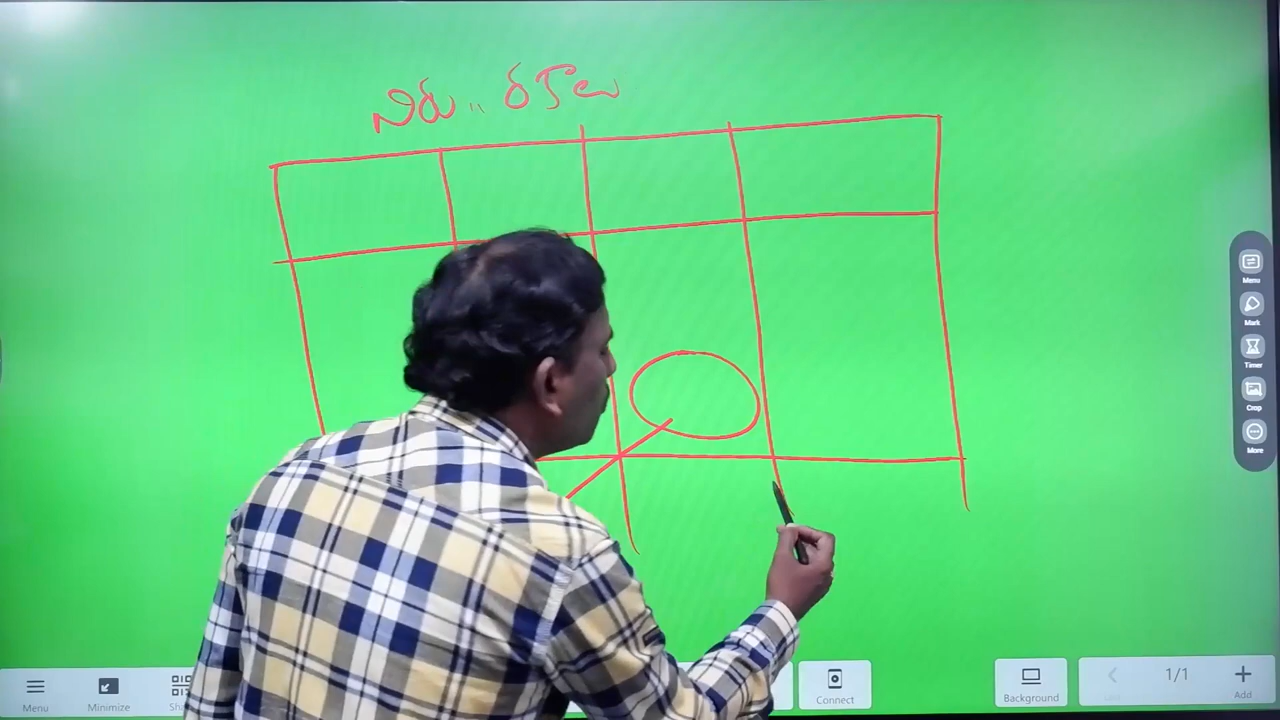 నిరు.. రకాలు
Menu
Mark
Timer
Crop
More
Menu
Minimize
Connect
Background
1/1
Add